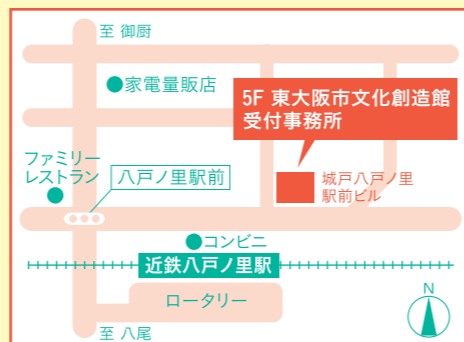 至 御厨
家電量販店
5F 東大阪市文化創造館
受付事務所
ファミリー
レストラン
八戸ノ里駅前
城戸八戸ノ里
駅前ビル
コンビニ
近鉄八戸ノ里駅
ロータリー
N
至 八尾